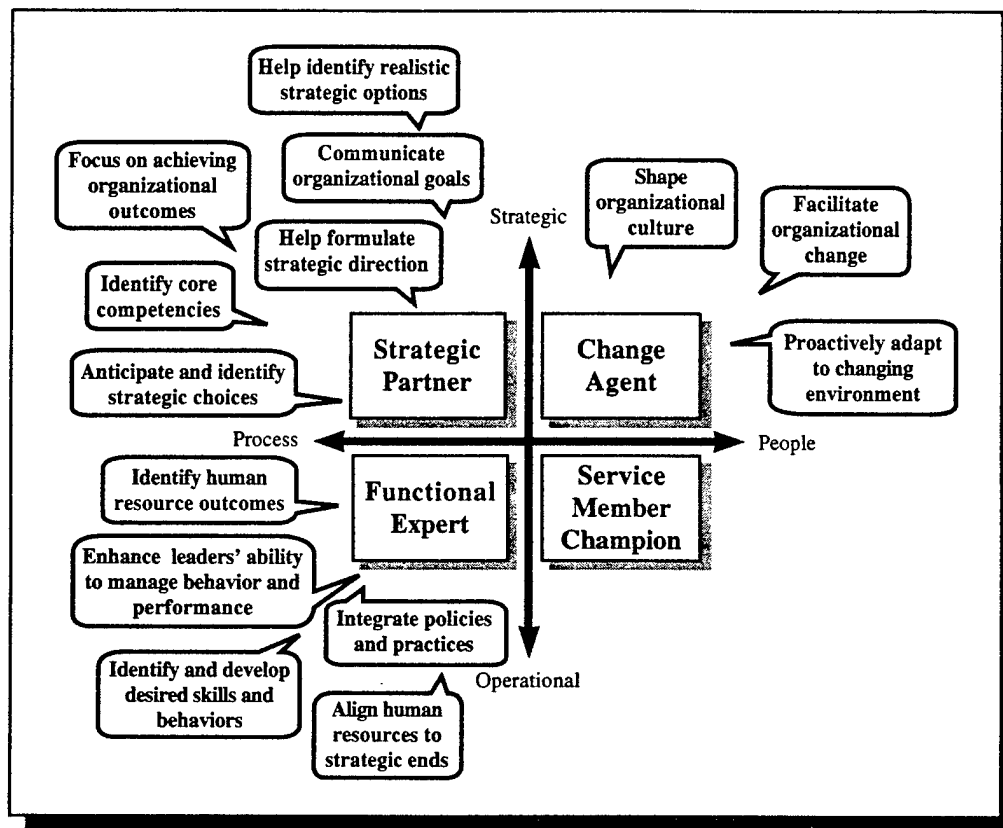 Help identify realistic
strategic options
Focus on achieving
organizational
outcomes
Communicate
organizational goals
Shape
organizational
culture
Facilitate
organizational
change
Strategic
Help formulate
strategic direction
Identify core
competencies
Strategic
Partner
Change
Agent
Proactively adapt
to changing
environment
Anticipate and identify
strategic choices
Process
People
Identify human
resource outcomes
Functional
Expert
Service
Member
Champion
Enhance leaders' ability
to manage behavior and
performance
Integrate policies
and practices
Identify and develop
desired skills and
behaviors
Operational
Align human
resources to
strategic ends